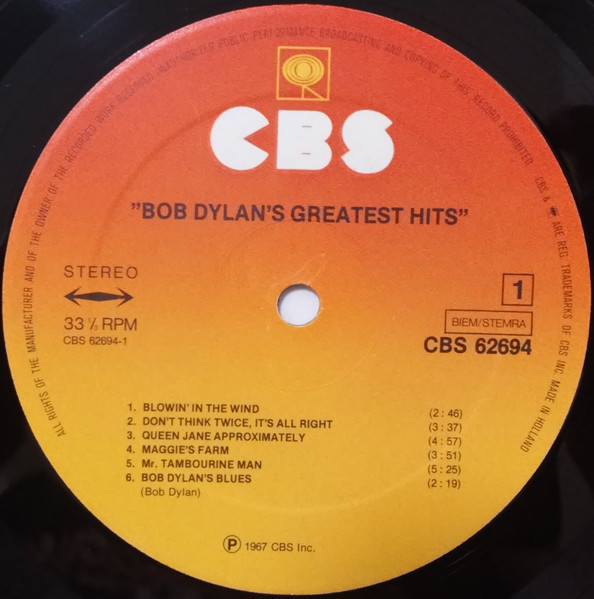 ALL RIGHTS OF THE MANUFACTURER AND OF THE OWNER OF THE RECORDED WORK RESERVED. UNAUTHORIZED PUBLIC PERFORMANCE BROADCASTING AND COPYING OF THIS RECORD PROHIBITED. CBS & ARE REG. TRADEMARKS OF CBS INC. MADE IN HOLLAND
CBS
"BOB DYLAN'S GREATEST HITS"
STEREO
1
33 ⅓ RPM
BIEM/STEMRA
CBS 62694-1
CBS 62694
1. BLOWIN' IN THE WIND (2 : 46)
2. DON'T THINK TWICE, IT'S ALL RIGHT (3 : 37)
3. QUEEN JANE APPROXIMATELY (4 : 57)
4. MAGGIE'S FARM (3 : 51)
5. Mr. TAMBOURINE MAN (5 : 25)
6. BOB DYLAN'S BLUES (2 : 19)
(Bob Dylan)
Ⓟ 1967 CBS Inc.